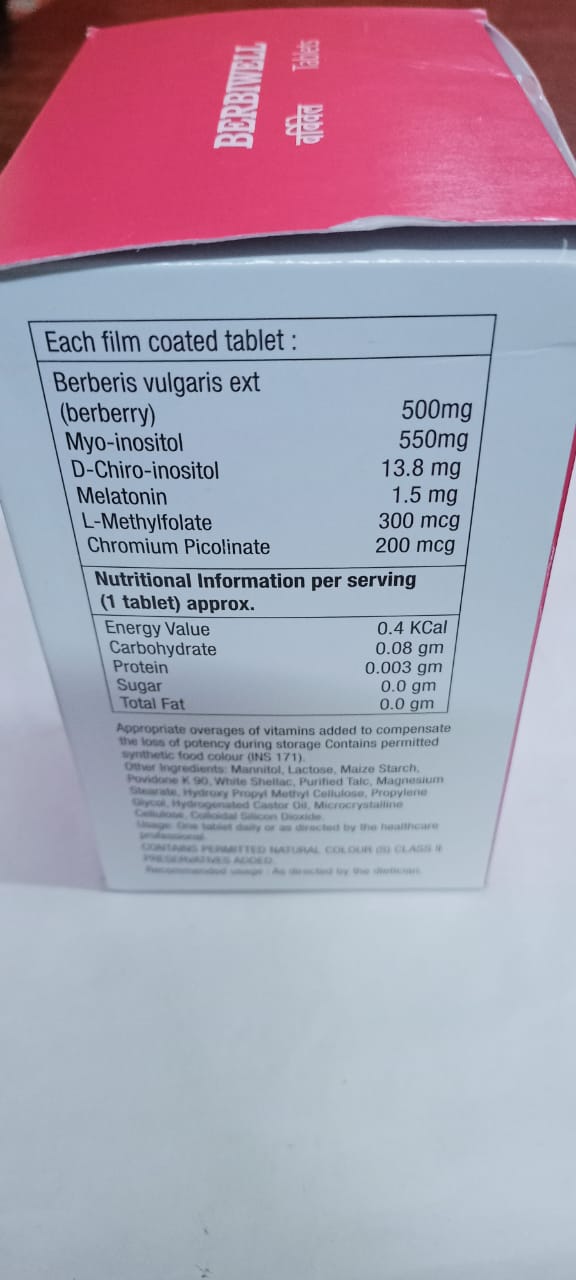 BERBIWELL
बर्बिवेल Tablets
Each film coated tablet :
Berberis vulgaris ext
(berberry) 500mg
Myo-inositol 550mg
D-Chiro-inositol 13.8 mg
Melatonin 1.5 mg
L-Methylfolate 300 mcg
Chromium Picolinate 200 mcg
Nutritional Information per serving
(1 tablet) approx.
Energy Value 0.4 KCal
Carbohydrate 0.08 gm
Protein 0.003 gm
Sugar 0.0 gm
Total Fat 0.0 gm
Appropriate overages of vitamins added to compensate
the loss of potency during storage Contains permitted
synthetic food colour (INS 171).
Other Ingredients: Mannitol, Lactose, Maize Starch,
Povidone K 90, White Shellac, Purified Talc, Magnesium
Stearate, Hydroxy Propyl Methyl Cellulose, Propylene
Glycol, Hydrogenated Castor Oil, Microcrystalline
Cellulose, Colloidal Silicon Dioxide.
Usage: One tablet daily or as directed by the healthcare
professional.
CONTAINS PERMITTED NATURAL COLOUR (S) CLASS II
PRESERVATIVES ADDED.
Recommended usage : As directed by the dietician.